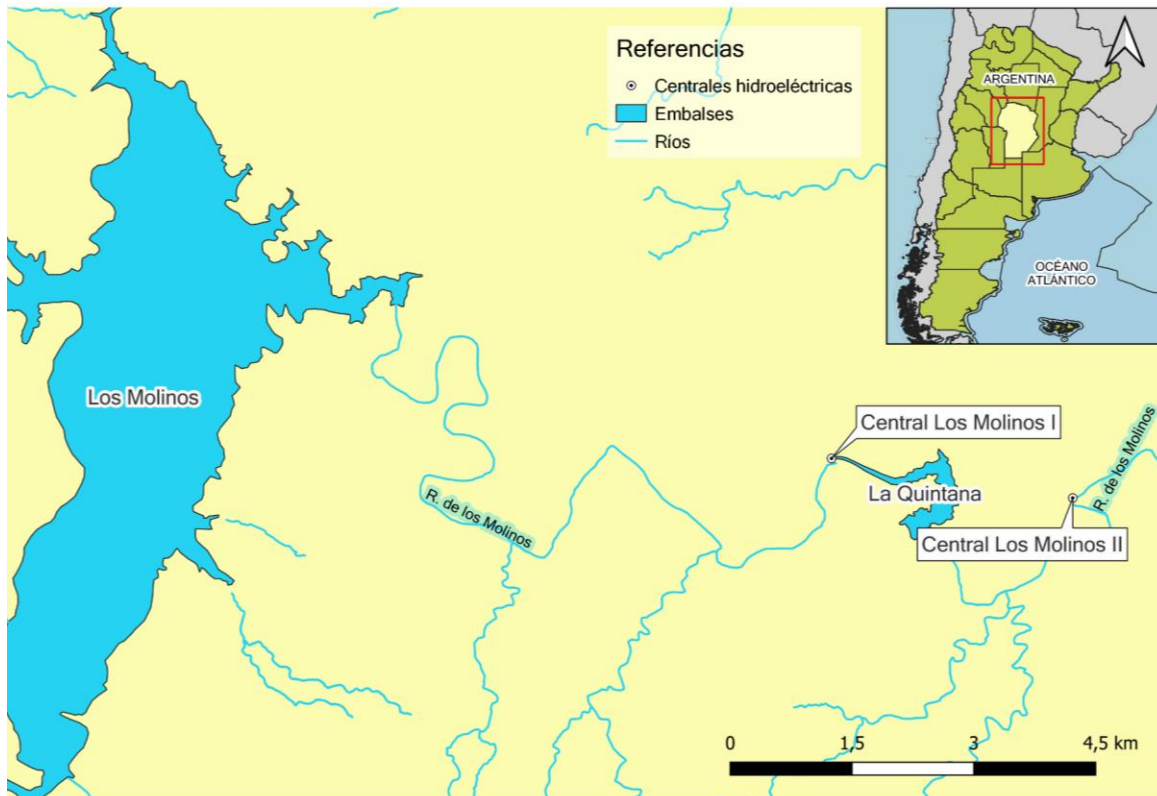 Referencias
Centrales hidroeléctricas
Embalses
Ríos
ARGENTINA
OCÉANO
ATLÁNTICO
Los Molinos
R. de los Molinos
Central Los Molinos I
La Quintana
R. de los Molinos
Central Los Molinos II
0 1,5 3 4,5 km